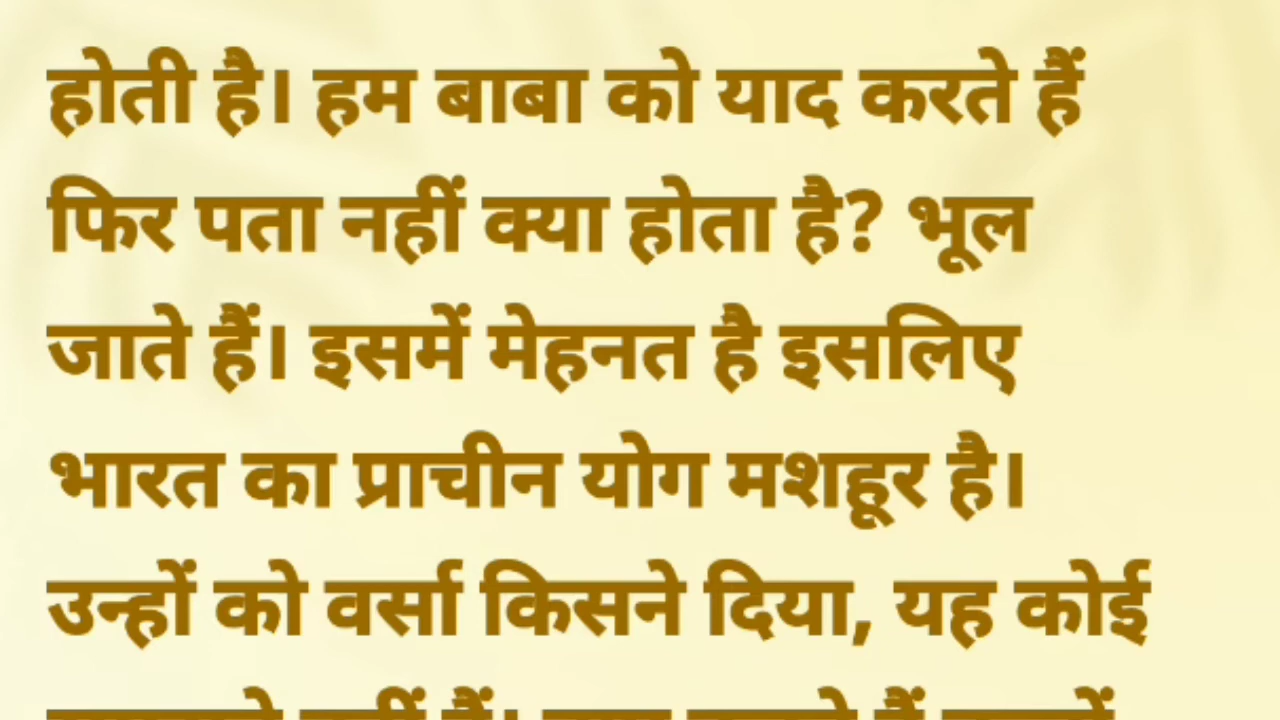 होती है। हम बाबा को याद करते हैं
फिर पता नहीं क्या होता है? भूल
जाते हैं। इसमें मेहनत है इसलिए
भारत का प्राचीन योग मशहूर है।
उन्हों को वर्सा किसने दिया, यह कोई